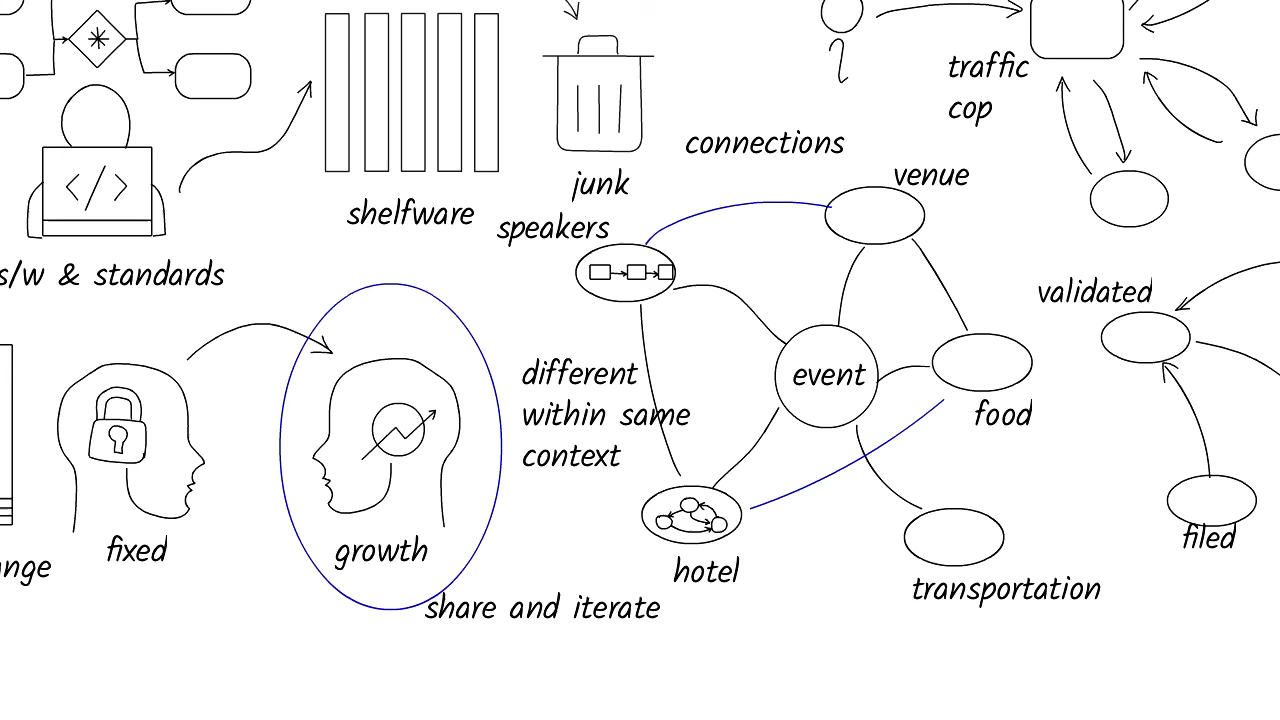 traffic
cop
connections
junk
venue
shelfware
speakers
s/w & standards
validated
different
within same
context
event
food
fixed
growth
filed
hotel
transportation
share and iterate